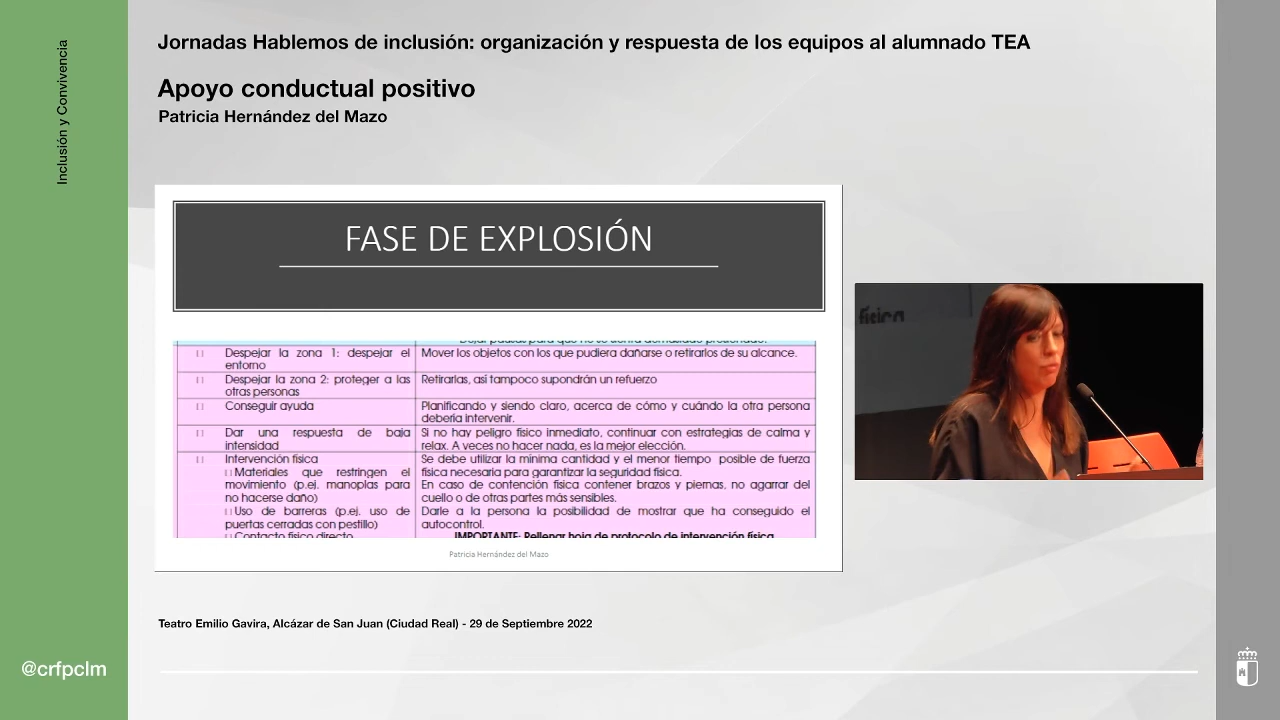 Inclusión y Convivencia
Jornadas Hablemos de inclusión: organización y respuesta de los equipos al alumnado TEA
Apoyo conductual positivo
Patricia Hernández del Mazo
FASE DE EXPLOSIÓN
Despejar la zona 1: despejar el
entorno
Mover los objetos con los que pudiera dañarse o retirarlos de su alcance.
Despejar la zona 2: proteger a las
otras personas
Retirarlas, así tampoco supondrán un refuerzo
Conseguir ayuda
Planificando y siendo claro, acerca de cómo y cuándo la otra persona
debería intervenir.
Dar una respuesta de baja
intensidad
Si no hay peligro físico inmediato, continuar con estrategias de calma y
relax. A veces no hacer nada, es la mejor elección.
Intervención física
Materiales que restringen el
movimiento (p.ej. manoplas para
no hacerse daño)
Uso de barreras (p.ej. uso de
puertas cerradas con pestillo)
Contacto físico directo
Se debe utilizar la mínima cantidad y el menor tiempo posible de fuerza
física necesaria para garantizar la seguridad física.
En caso de contención física contener brazos y piernas, no agarrar del
cuello o de otras partes más sensibles.
Darle a la persona la posibilidad de mostrar que ha conseguido el
autocontrol.
IMPORTANTE: Rellenar hoja de protocolo de intervención física
Patricia Hernández del Mazo
física
Teatro Emilio Gavira, Alcázar de San Juan (Ciudad Real) - 29 de Septiembre 2022
@crfpclm